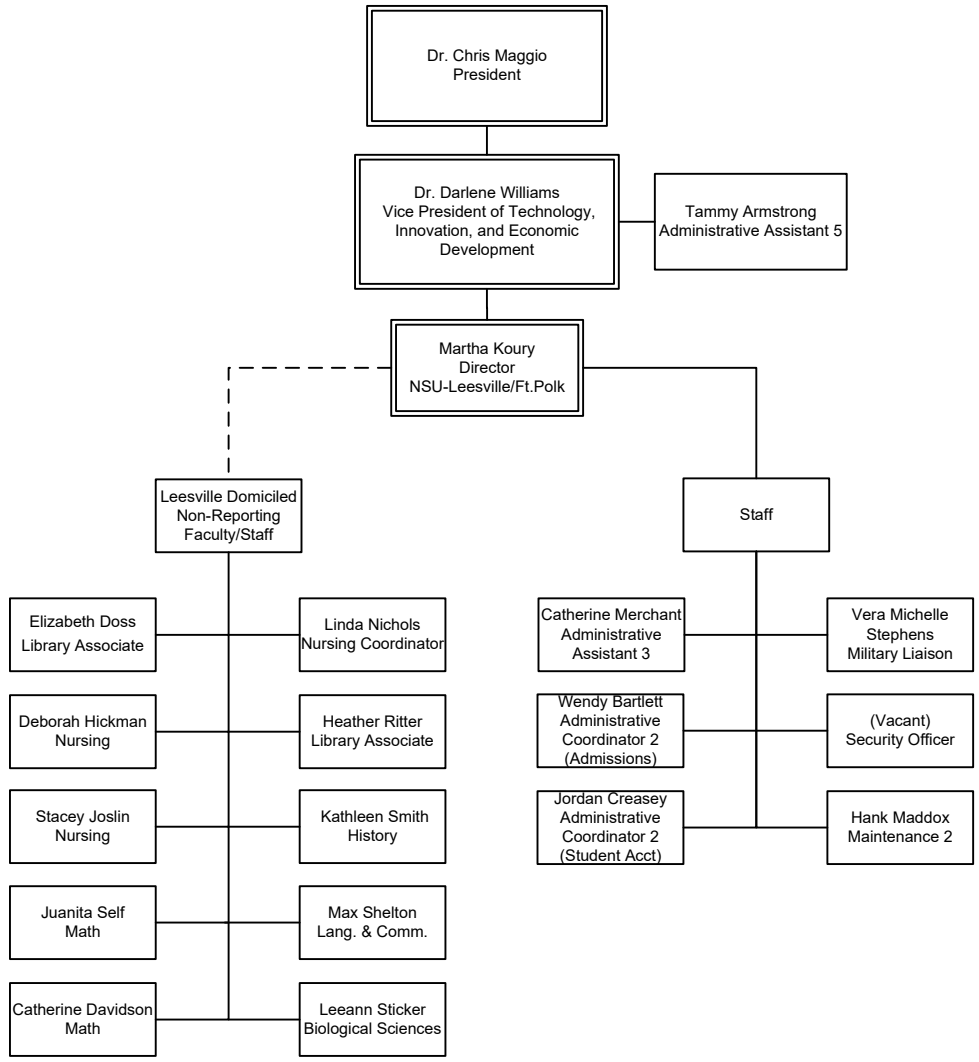 Dr. Chris Maggio
President
Dr. Darlene Williams
Vice President of Technology,
Innovation, and Economic
Development
Tammy Armstrong
Administrative Assistant 5
Martha Koury
Director
NSU-Leesville/Ft.Polk
Leesville Domiciled
Non-Reporting
Faculty/Staff
Staff
Elizabeth Doss
Library Associate
Linda Nichols
Nursing Coordinator
Catherine Merchant
Administrative
Assistant 3
Vera Michelle
Stephens
Military Liaison
Deborah Hickman
Nursing
Heather Ritter
Library Associate
Wendy Bartlett
Administrative
Coordinator 2
(Admissions)
(Vacant)
Security Officer
Stacey Joslin
Nursing
Kathleen Smith
History
Jordan Creasey
Administrative
Coordinator 2
(Student Acct)
Hank Maddox
Maintenance 2
Juanita Self
Math
Max Shelton
Lang. & Comm.
Catherine Davidson
Math
Leeann Sticker
Biological Sciences